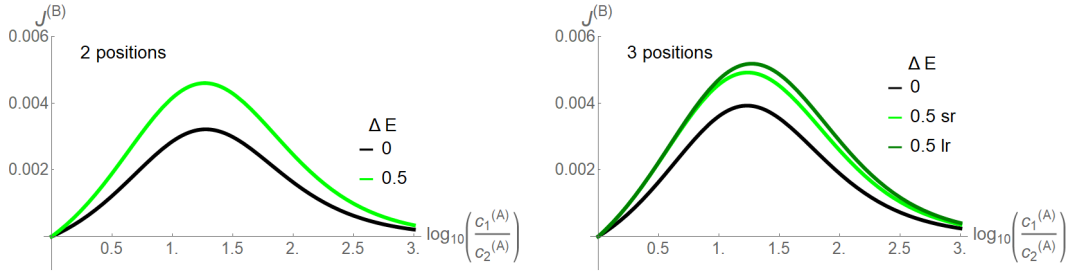 J(B)
0.006
2 positions
0.004
Δ E
0
0.5
0.002
0.5 1. 1.5 2. 2.5 3.
log10(c1(A)/c2(A))
J(B)
0.006
3 positions
Δ E
0
0.5 sr
0.5 lr
0.004
0.002
0.5 1. 1.5 2. 2.5 3.
log10(c1(A)/c2(A))